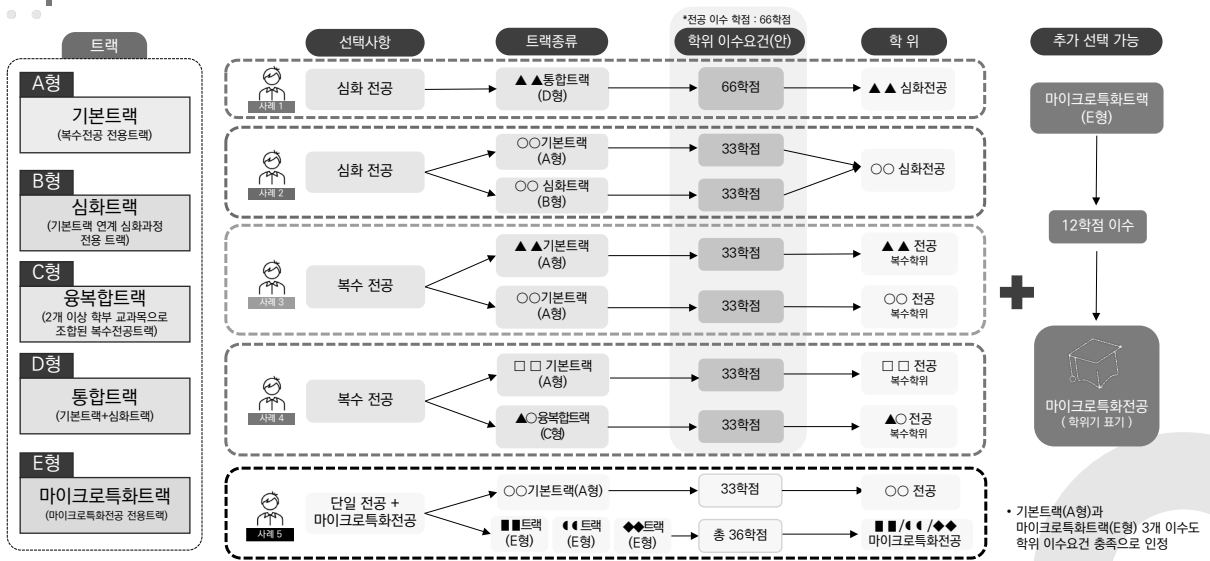 트랙
A형
기본트랙
(복수전공 전용트랙)
B형
심화트랙
(기본트랙 연계 심화과정
전용 트랙)
C형
융복합트랙
(2개 이상 학부 교과목으로
조합된 복수전공트랙)
D형
통합트랙
(기본트랙+심화트랙)
E형
마이크로특화트랙
(마이크로특화전공 전용트랙)
*전공 이수 학점 : 66학점
선택사항
트랙종류
학위 이수요건(안)
학 위
사례 1
심화 전공
▲▲통합트랙
(D형)
66학점
▲▲ 심화전공
사례 2
심화 전공
○○기본트랙
(A형)
33학점
○○ 심화트랙
(B형)
33학점
○○ 심화전공
사례 3
복수 전공
▲▲기본트랙
(A형)
33학점
▲▲ 전공
복수학위
○○기본트랙
(A형)
33학점
○○ 전공
복수학위
사례 4
복수 전공
□□ 기본트랙
(A형)
33학점
□□ 전공
복수학위
▲○융복합트랙
(C형)
33학점
▲○ 전공
복수학위
사례 5
단일 전공 +
마이크로특화전공
○○기본트랙(A형)
33학점
○○ 전공
■■트랙
(E형)
◖◖트랙
(E형)
◆◆트랙
(E형)
총 36학점
■■/◖◖/◆◆
마이크로특화전공
추가 선택 가능
마이크로특화트랙
(E형)
12학점 이수
마이크로특화전공
( 학위기 표기 )
• 기본트랙(A형)과
마이크로특화트랙(E형) 3개 이수도
학위 이수요건 충족으로 인정